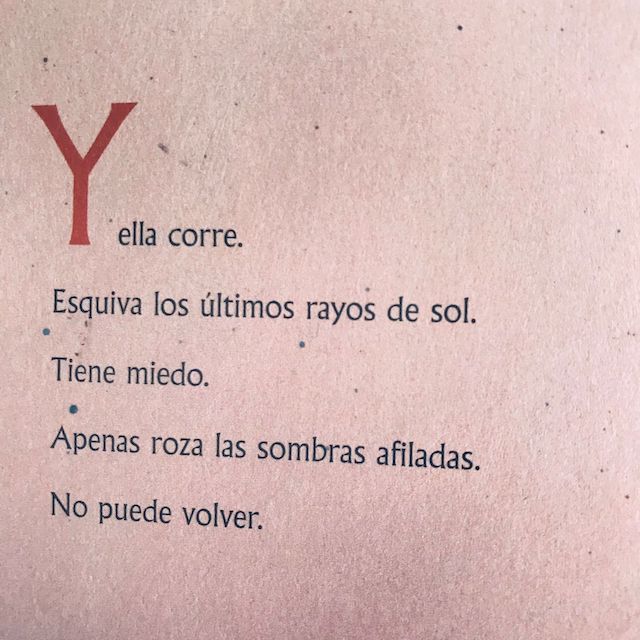 Y ella corre.
Esquiva los últimos rayos de sol.
Tiene miedo.
Apenas roza las sombras afiladas.
No puede volver.